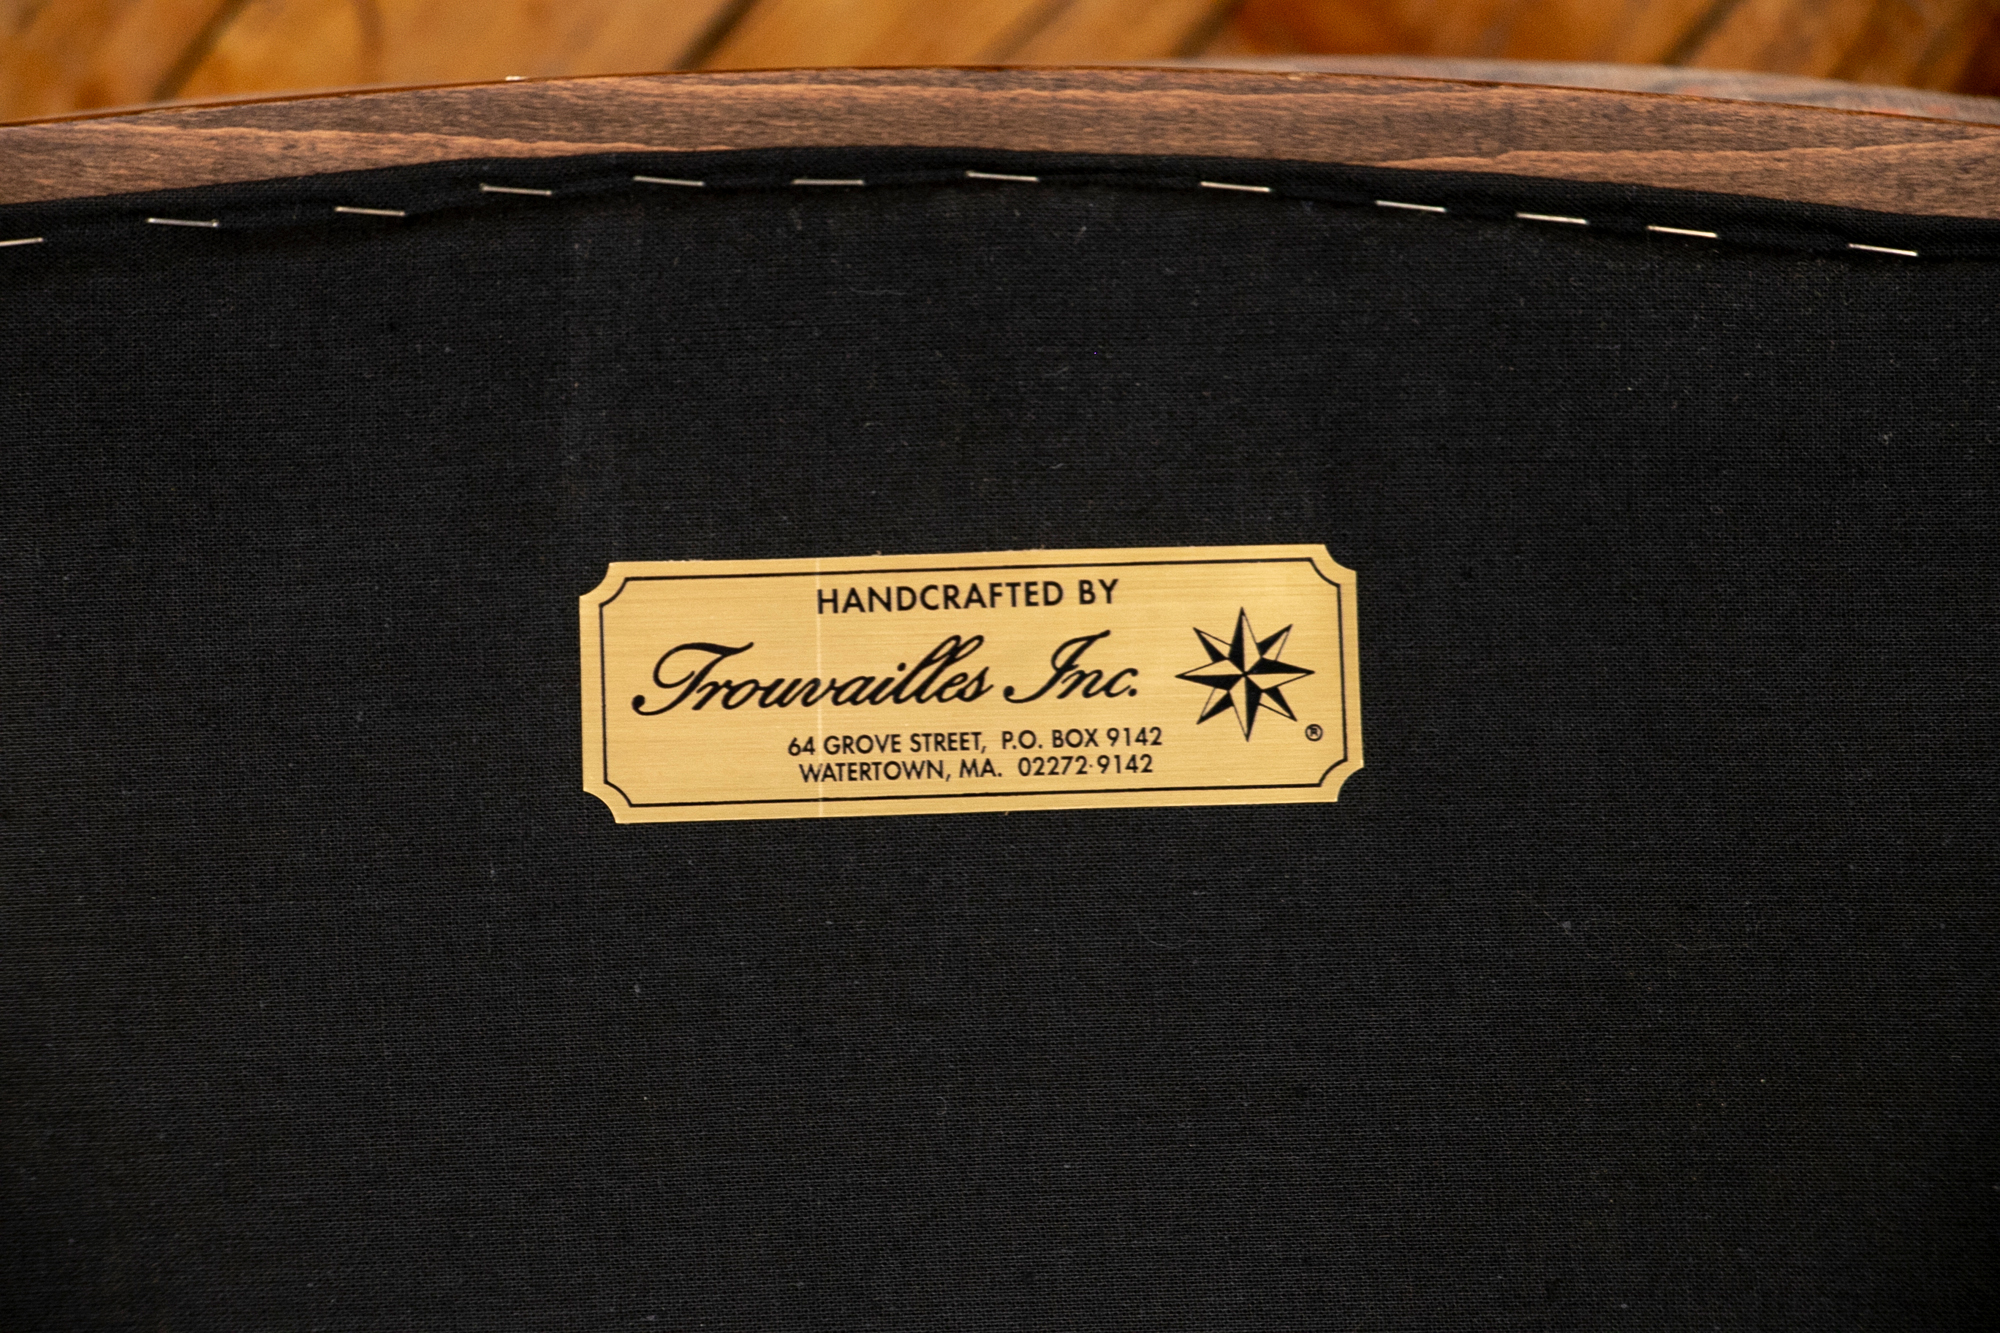 HANDCRAFTED BY
Trouvailles Inc.
®
64 GROVE STREET, P.O. BOX 9142
WATERTOWN, MA. 02272-9142